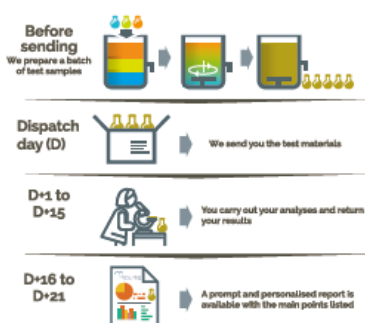 Before
sending
We prepare a batch
of test samples
Dispatch
day (D)
We send you the test materials
D+1 to
D+15
You carry out your analyses and return
your results
D+16 to
D+21
A prompt and personalised report is
available with the main points listed